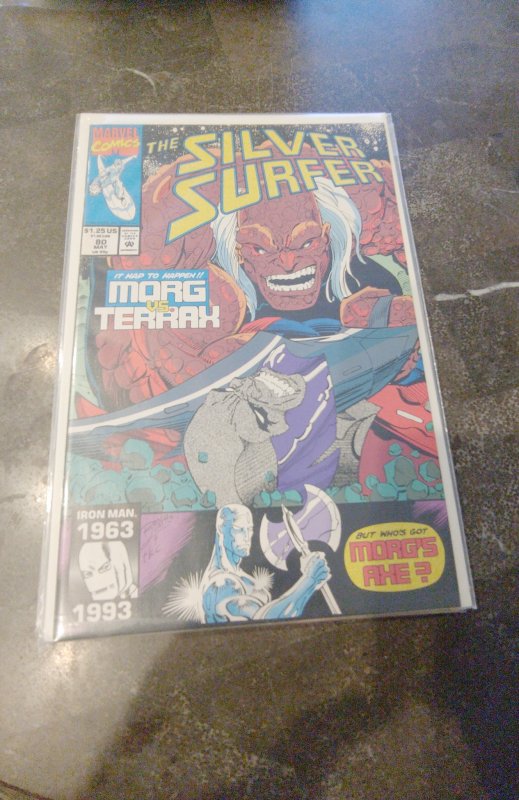 MARVEL
COMICS
THE SILVER
SURFER
$1.25 US
80
MAY
IT HAD TO HAPPEN!!
MORG
VS
TERRAX
IRON MAN
1963
1993
BUT WHO'S GOT
MORG'S
AXE?